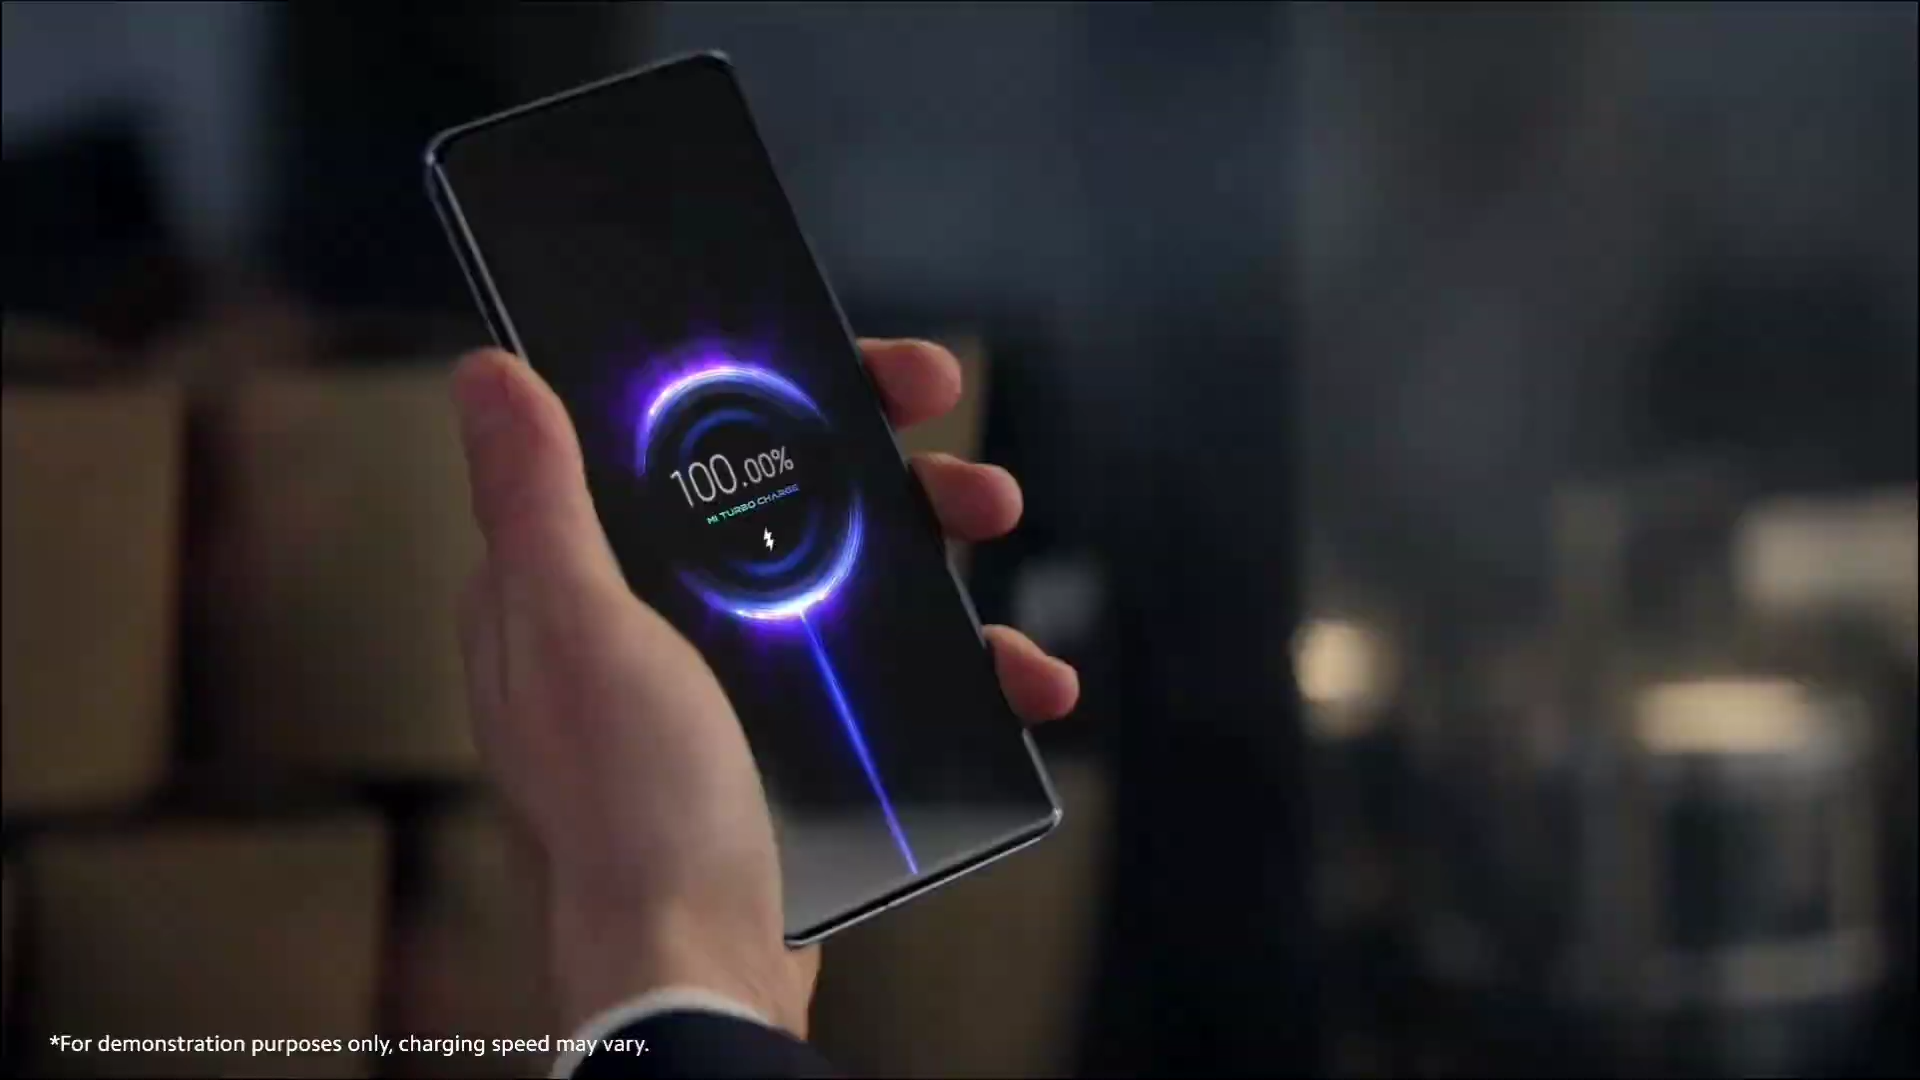 100.00%
MI TURBO CHARGE
*For demonstration purposes only, charging speed may vary.